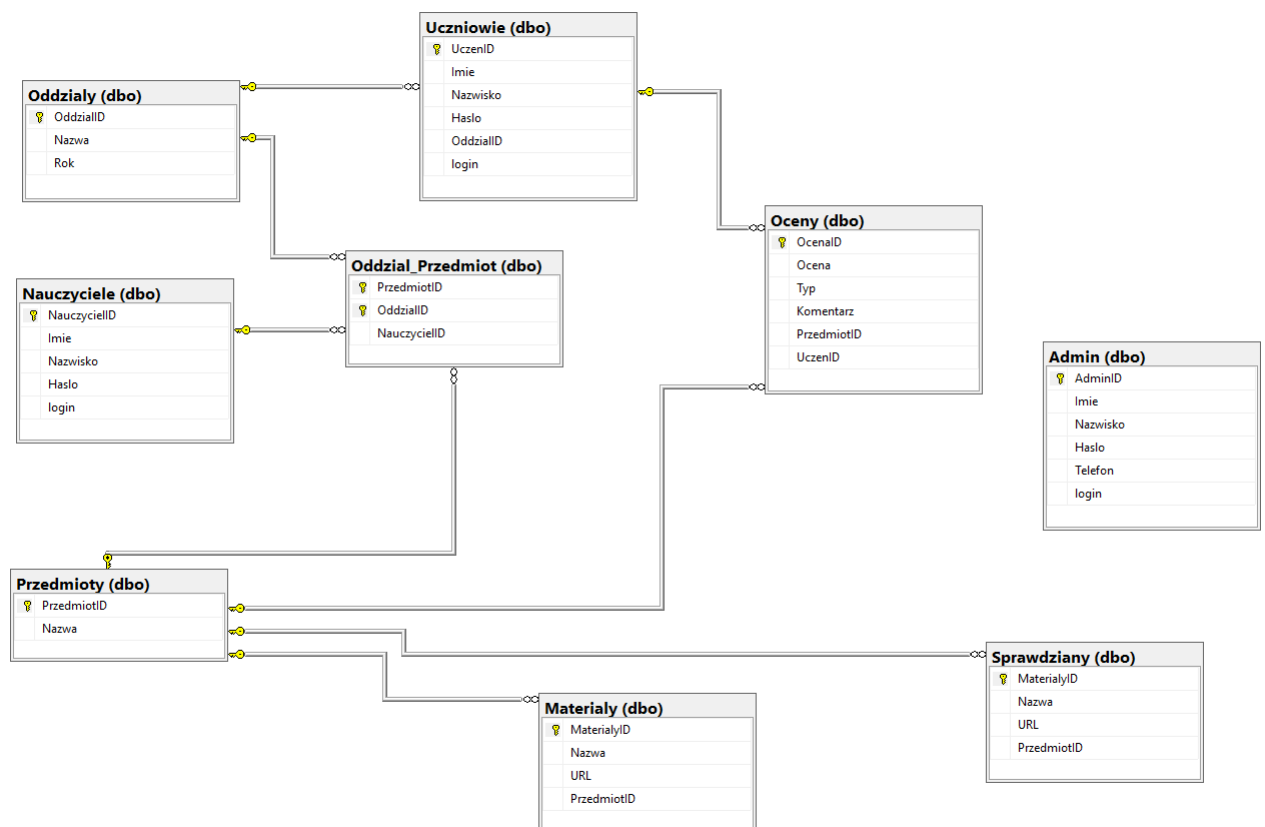 Uczniowie (dbo)
UczenID
Imie
Nazwisko
Haslo
OddzialID
login
Oddzialy (dbo)
OddzialID
Nazwa
Rok
Oceny (dbo)
OcenaID
Ocena
Typ
Komentarz
PrzedmiotID
UczenID
Oddzial_Przedmiot (dbo)
PrzedmiotID
OddzialID
NauczycielID
Nauczyciele (dbo)
NauczycielID
Imie
Nazwisko
Haslo
login
Admin (dbo)
AdminID
Imie
Nazwisko
Haslo
Telefon
login
Przedmioty (dbo)
PrzedmiotID
Nazwa
Sprawdziany (dbo)
MaterialyID
Nazwa
URL
PrzedmiotID
Materialy (dbo)
MaterialyID
Nazwa
URL
PrzedmiotID